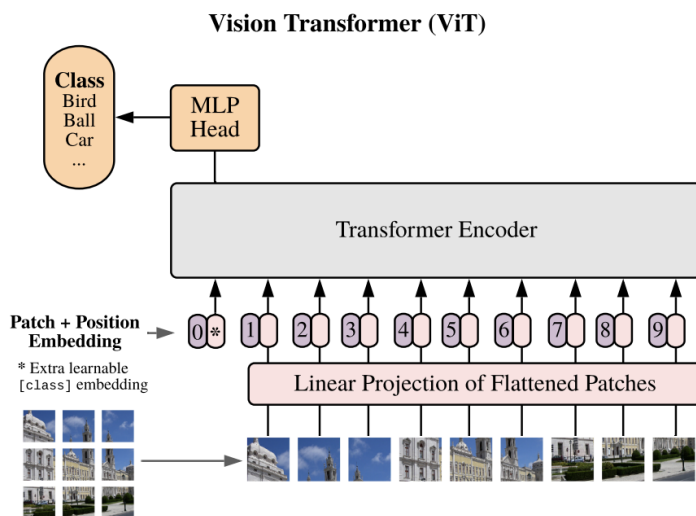 Vision Transformer (ViT)
Class
Bird
Ball
Car
...
MLP
Head
Transformer Encoder
Patch + Position
Embedding
0 * 1 2 3 4 5 6 7 8 9
* Extra learnable
[class] embedding
Linear Projection of Flattened Patches